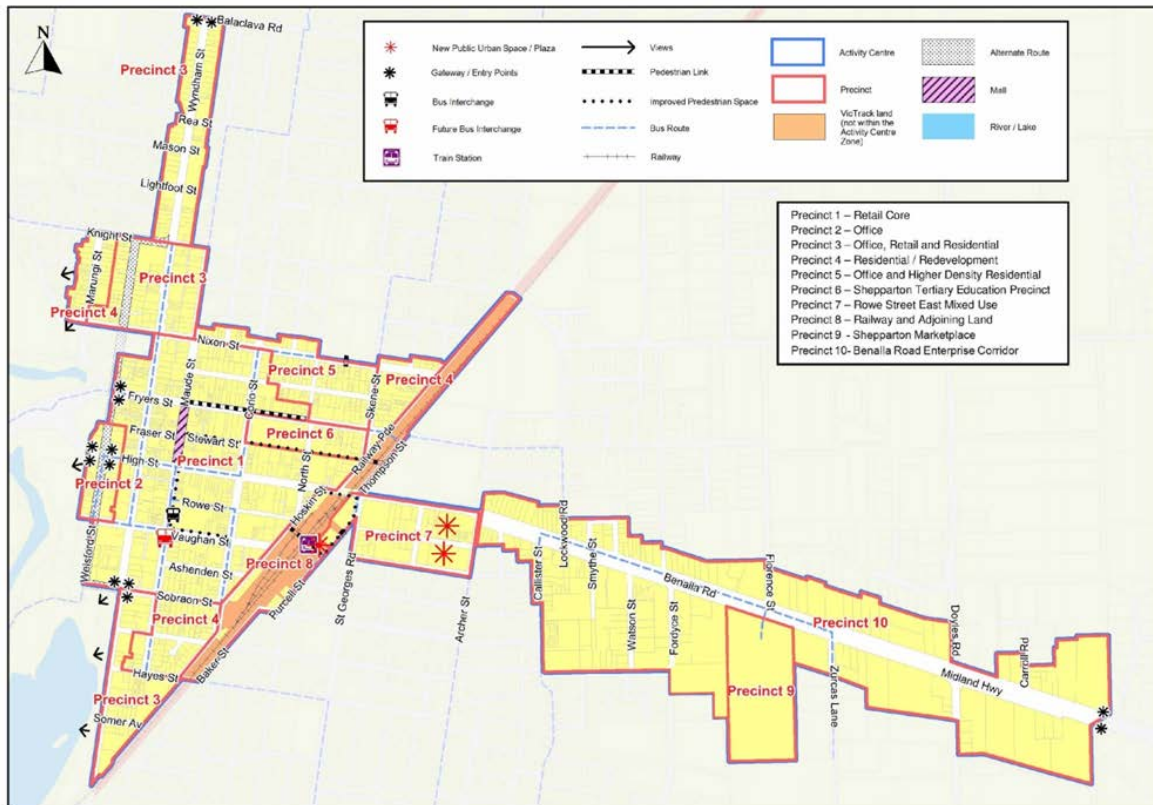 N
New Public Urban Space / Plaza
Gateway / Entry Points
Bus Interchange
Future Bus Interchange
Train Station
Views
Pedestrian Link
Improved Predestrian Space
Bus Route
Railway
Activity Centre
Precinct
VicTrack land
(not within the
Activity Centre
Zone)
Alternate Route
Mall
River / Lake
Precinct 1 – Retail Core
Precinct 2 – Office
Precinct 3 – Office, Retail and Residential
Precinct 4 – Residential / Redevelopment
Precinct 5 – Office and Higher Density Residential
Precinct 6 – Shepparton Tertiary Education Precinct
Precinct 7 – Rowe Street East Mixed Use
Precinct 8 – Railway and Adjoining Land
Precinct 9 - Shepparton Marketplace
Precinct 10- Benalla Road Enterprise Corridor
Balaclava Rd
Precinct 3
Wyndham St
Rea St
Mason St
Lightfoot St
Knight St
Marungi St
Precinct 3
Precinct 4
Nixon St
Precinct 5
Precinct 4
Maude St
Corio St
Skene St
Fryers St
Fraser St
Stewart St
Precinct 6
High St
Precinct 1
North St
Railway Pde
Thompson St
Precinct 2
Hoskin St
Rowe St
Welsford St
Vaughan St
Precinct 7
Ashenden St
Precinct 8
Sobraon St
Purcell St
St Georges Rd
Archer St
Precinct 4
Hayes St
Baker St
Precinct 3
Somer Av
Callister St
Lockwood Rd
Smythe St
Benalla Rd
Watson St
Fordyce St
Florence St
Precinct 10
Doyles Rd
Carroll Rd
Precinct 9
Zurcas Lane
Midland Hwy